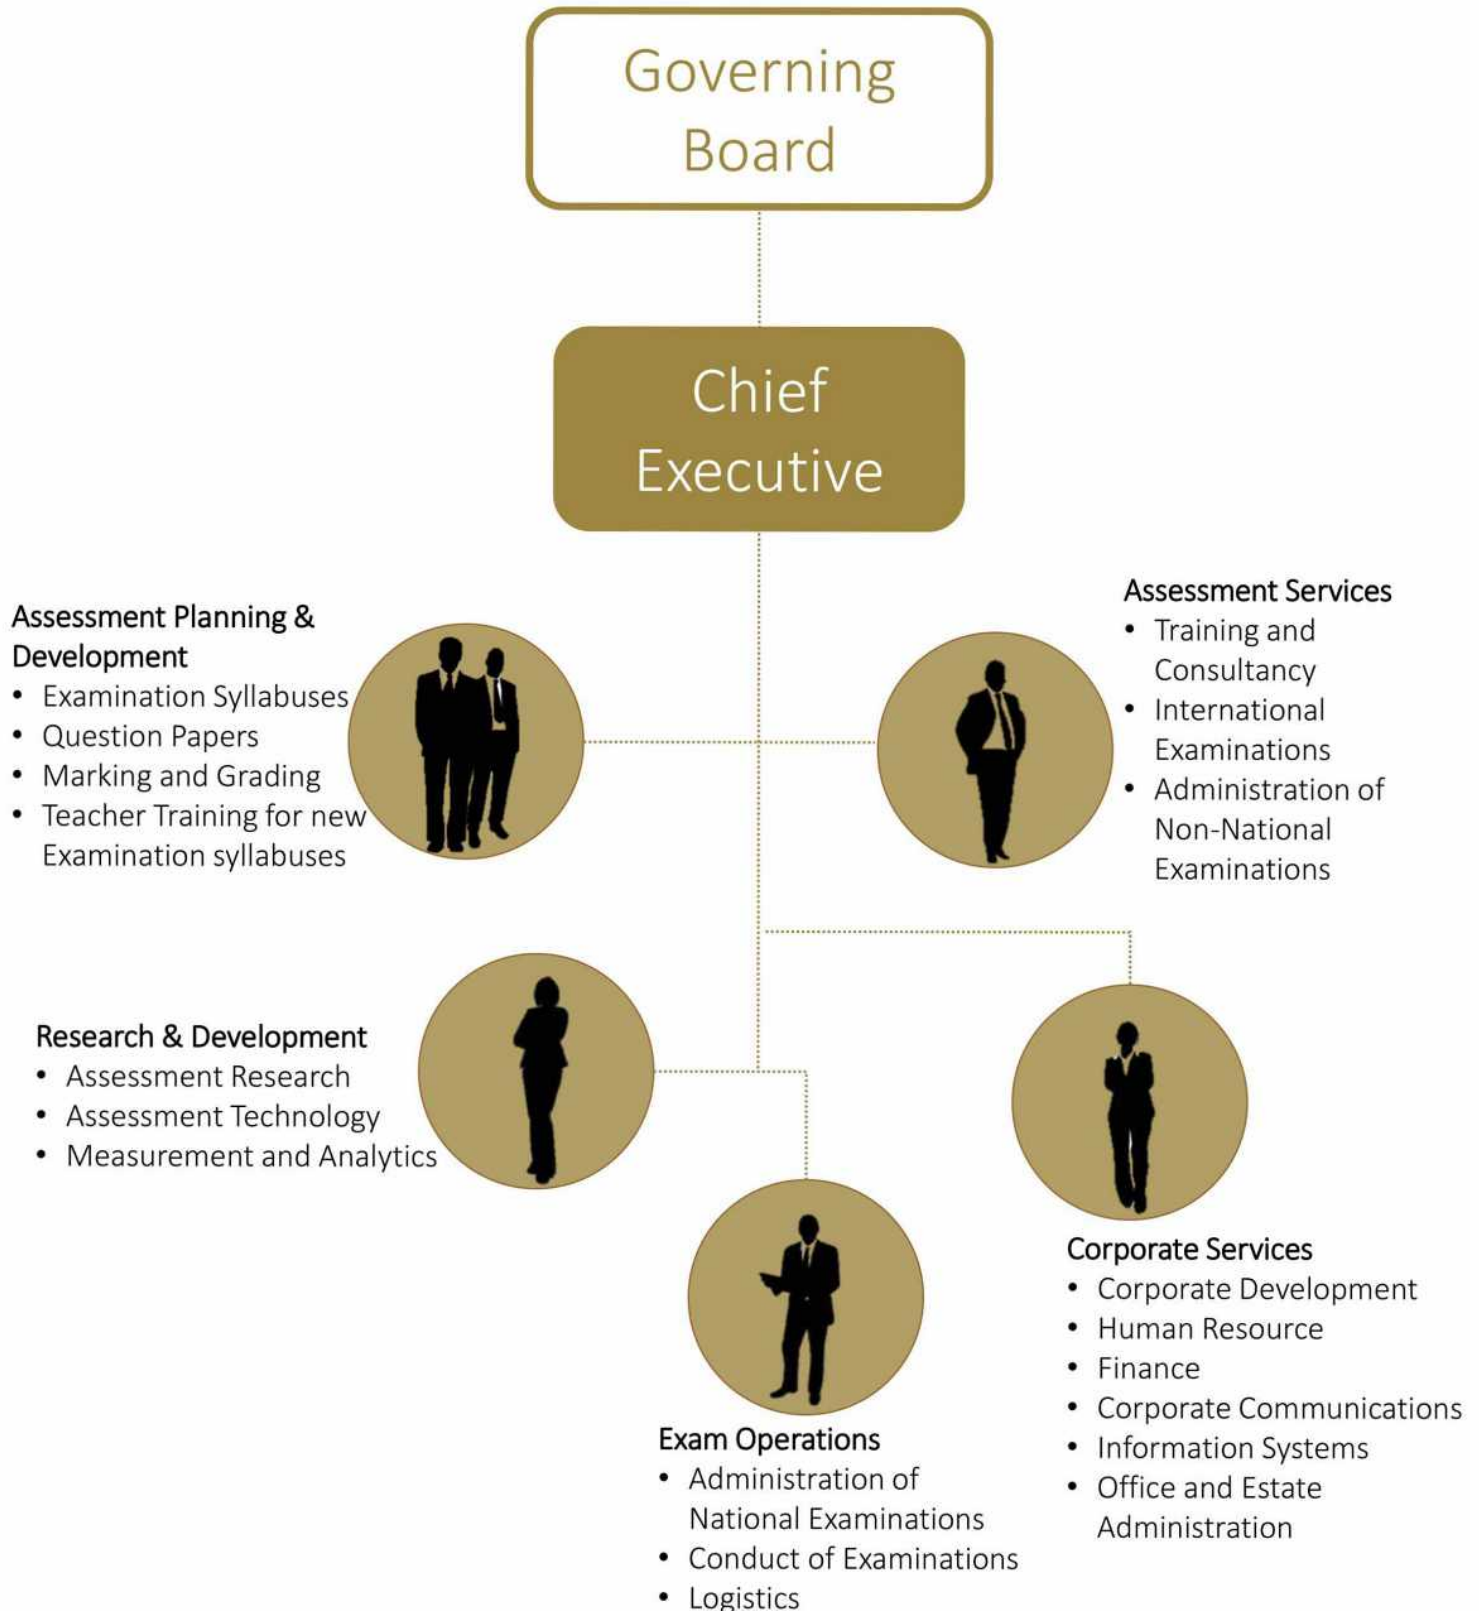 Governing
Board
Chief
Executive
Assessment Planning &
Development
• Examination Syllabuses
• Question Papers
• Marking and Grading
• Teacher Training for new
Examination syllabuses
Assessment Services
• Training and
Consultancy
• International
Examinations
• Administration of
Non-National
Examinations
Research & Development
• Assessment Research
• Assessment Technology
• Measurement and Analytics
Exam Operations
• Administration of
National Examinations
• Conduct of Examinations
• Logistics
Corporate Services
• Corporate Development
• Human Resource
• Finance
• Corporate Communications
• Information Systems
• Office and Estate
Administration